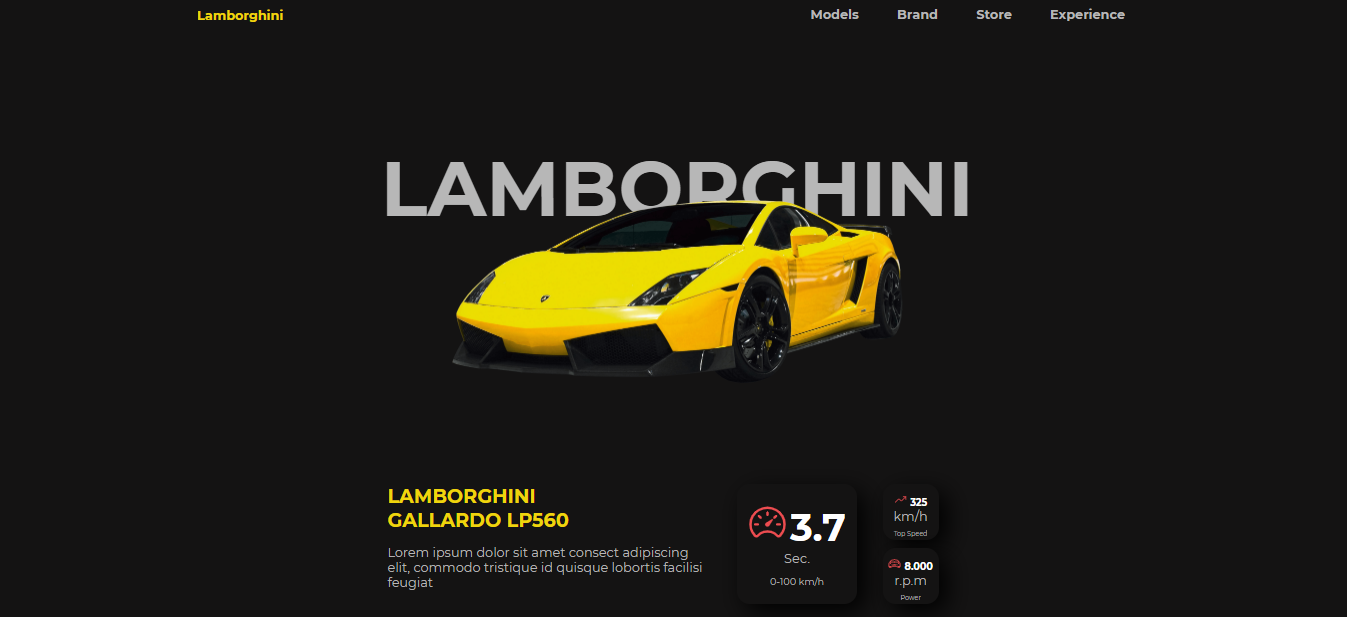 Lamborghini
Models Brand Store Experience
LAMBORGHINI
LAMBORGHINI
GALLARDO LP560
Lorem ipsum dolor sit amet consect adipiscing
elit, commodo tristique id quisque lobortis facilisi
feugiat
3.7
Sec.
0-100 km/h
325
km/h
Top Speed
8.000
r.p.m
Power